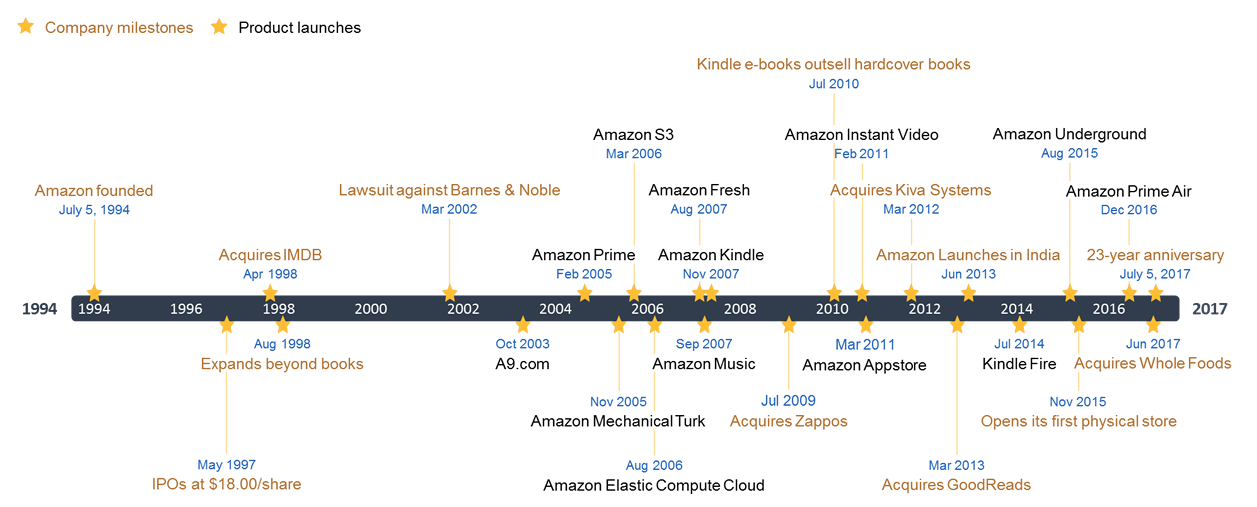 Company milestones
Product launches
Kindle e-books outsell hardcover books
Jul 2010
Amazon S3
Mar 2006
Amazon Instant Video
Feb 2011
Amazon Underground
Aug 2015
Amazon founded
July 5, 1994
Lawsuit against Barnes & Noble
Mar 2002
Amazon Fresh
Aug 2007
Acquires Kiva Systems
Mar 2012
Amazon Prime Air
Dec 2016
Acquires IMDB
Apr 1998
Amazon Prime
Feb 2005
Amazon Kindle
Nov 2007
Amazon Launches in India
Jun 2013
23-year anniversary
July 5, 2017
1994
1994
1996
1998
2000
2002
2004
2006
2008
2010
2012
2014
2016
2017
Aug 1998
Expands beyond books
Oct 2003
A9.com
Sep 2007
Amazon Music
Mar 2011
Amazon Appstore
Jul 2014
Kindle Fire
Jun 2017
Acquires Whole Foods
Nov 2005
Amazon Mechanical Turk
Jul 2009
Acquires Zappos
Nov 2015
Opens its first physical store
May 1997
IPOs at $18.00/share
Aug 2006
Amazon Elastic Compute Cloud
Mar 2013
Acquires GoodReads